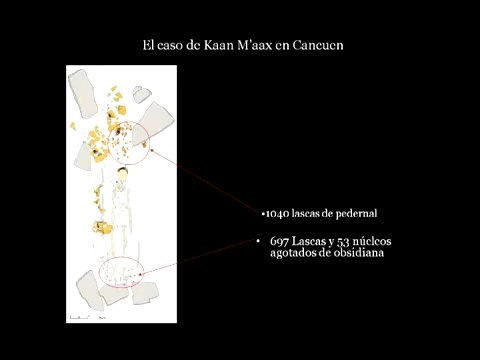 El caso de Kaan M'aax en Cancuen
•1040 lascas de pedernal
• 697 Lascas y 53 núcleos
agotados de obsidiana